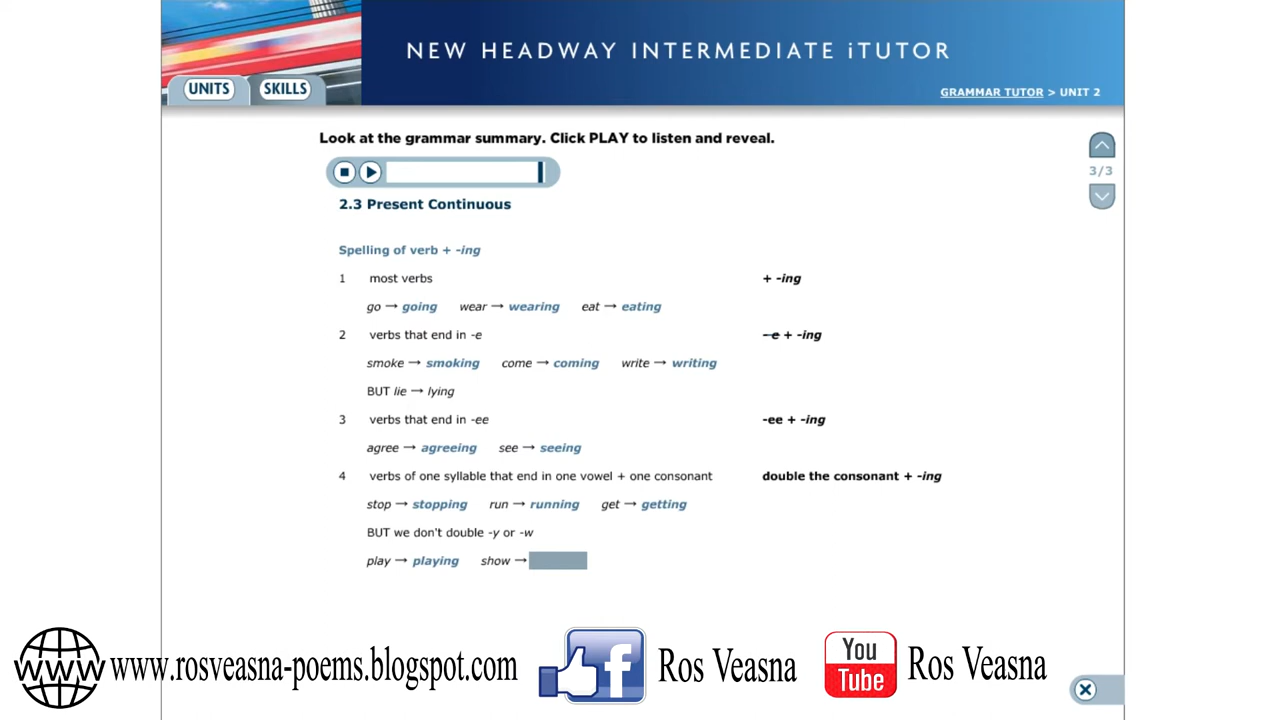 NEW HEADWAY INTERMEDIATE iTUTOR
UNITS SKILLS
GRAMMAR TUTOR > UNIT 2
Look at the grammar summary. Click PLAY to listen and reveal.
3/3
2.3 Present Continuous
Spelling of verb + -ing
1 most verbs + -ing
go → going wear → wearing eat → eating
2 verbs that end in -e -e + -ing
smoke → smoking come → coming write → writing
BUT lie → lying
3 verbs that end in -ee -ee + -ing
agree → agreeing see → seeing
4 verbs of one syllable that end in one vowel + one consonant double the consonant + -ing
stop → stopping run → running get → getting
BUT we don't double -y or -w
play → playing show →
www www.rosveasna-poems.blogspot.com f Ros Veasna You Tube Ros Veasna